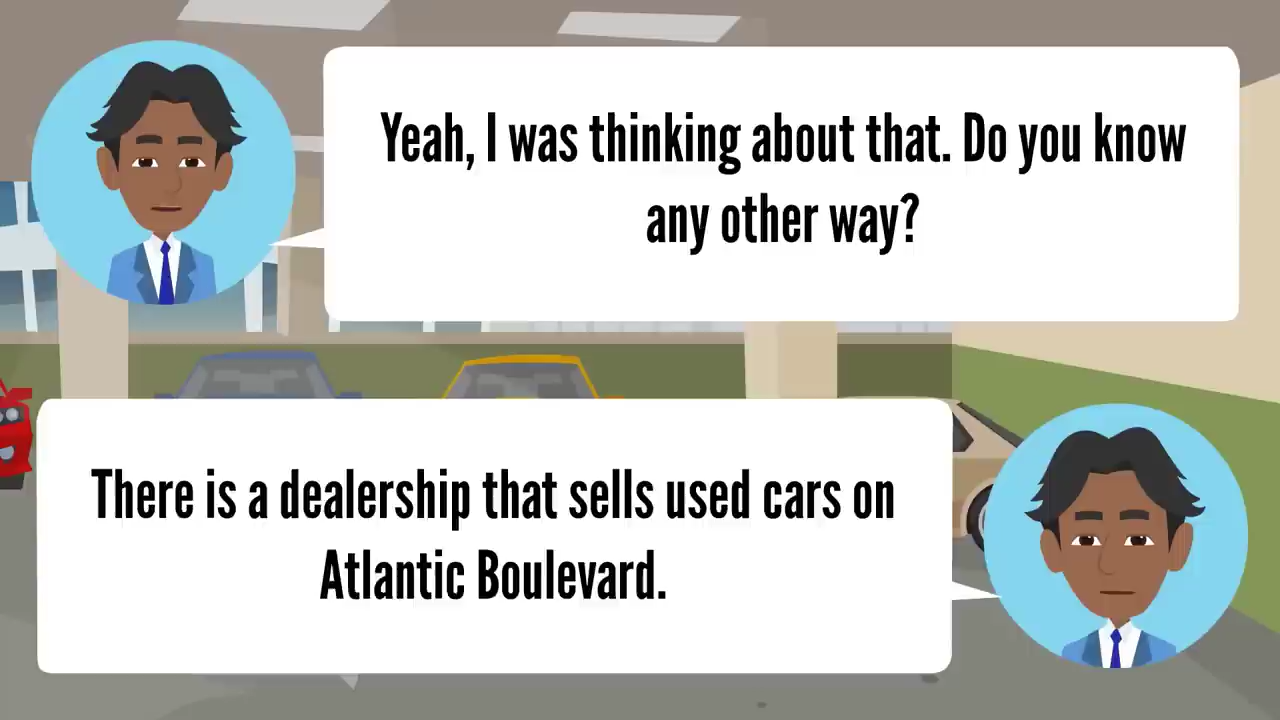 Yeah, I was thinking about that. Do you know
any other way?
There is a dealership that sells used cars on
Atlantic Boulevard.